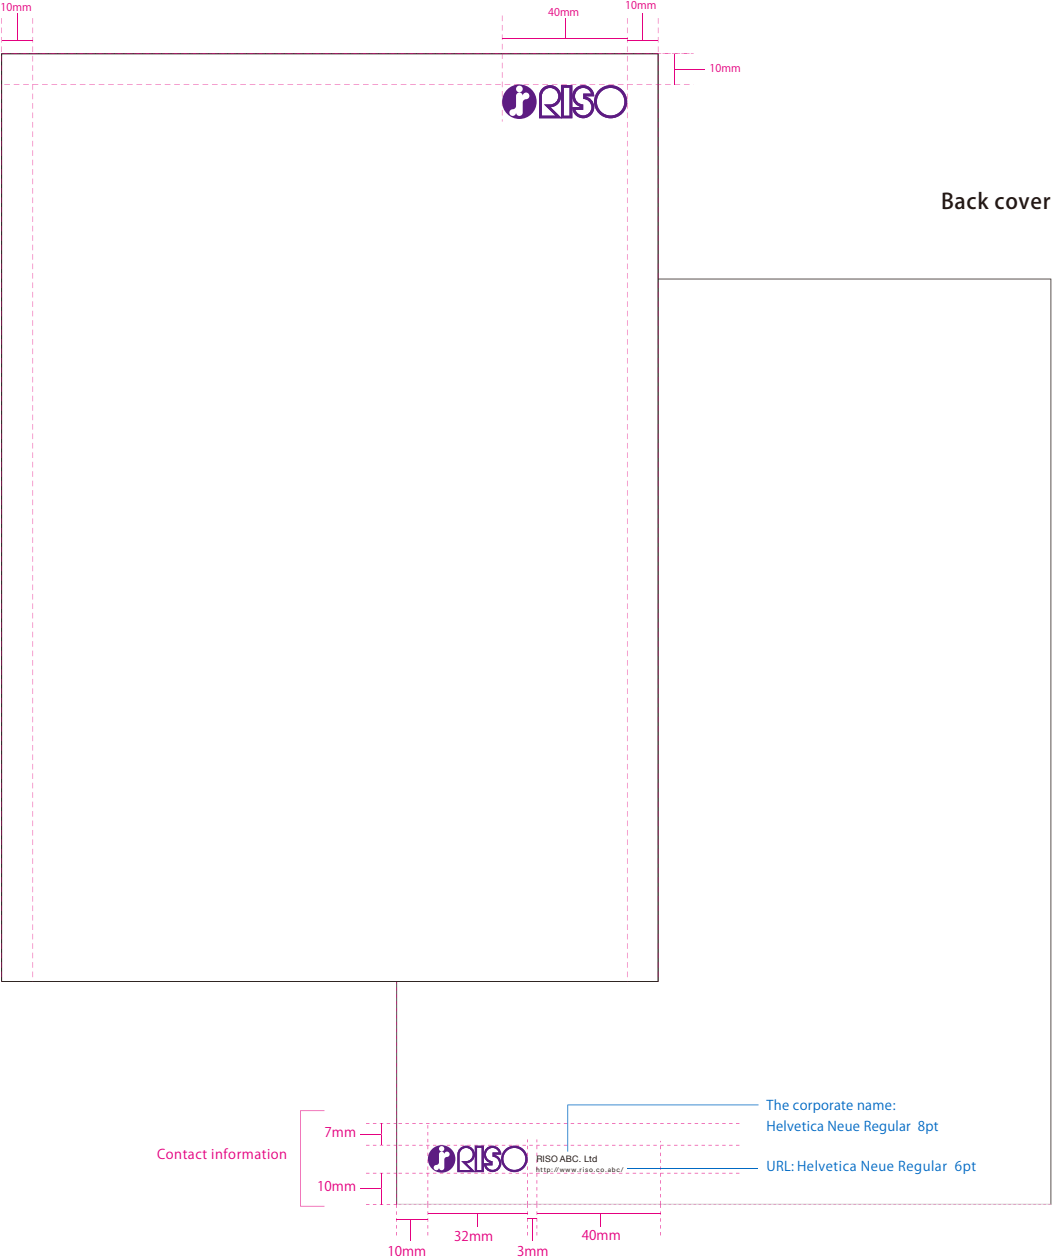 10mm
40mm
10mm
10mm
RISO
Back cover
The corporate name:
Helvetica Neue Regular 8pt
7mm
Contact information
RISO
RISO ABC. Ltd
http://www.riso.co.abc/
URL: Helvetica Neue Regular 6pt
10mm
32mm
40mm
10mm
3mm